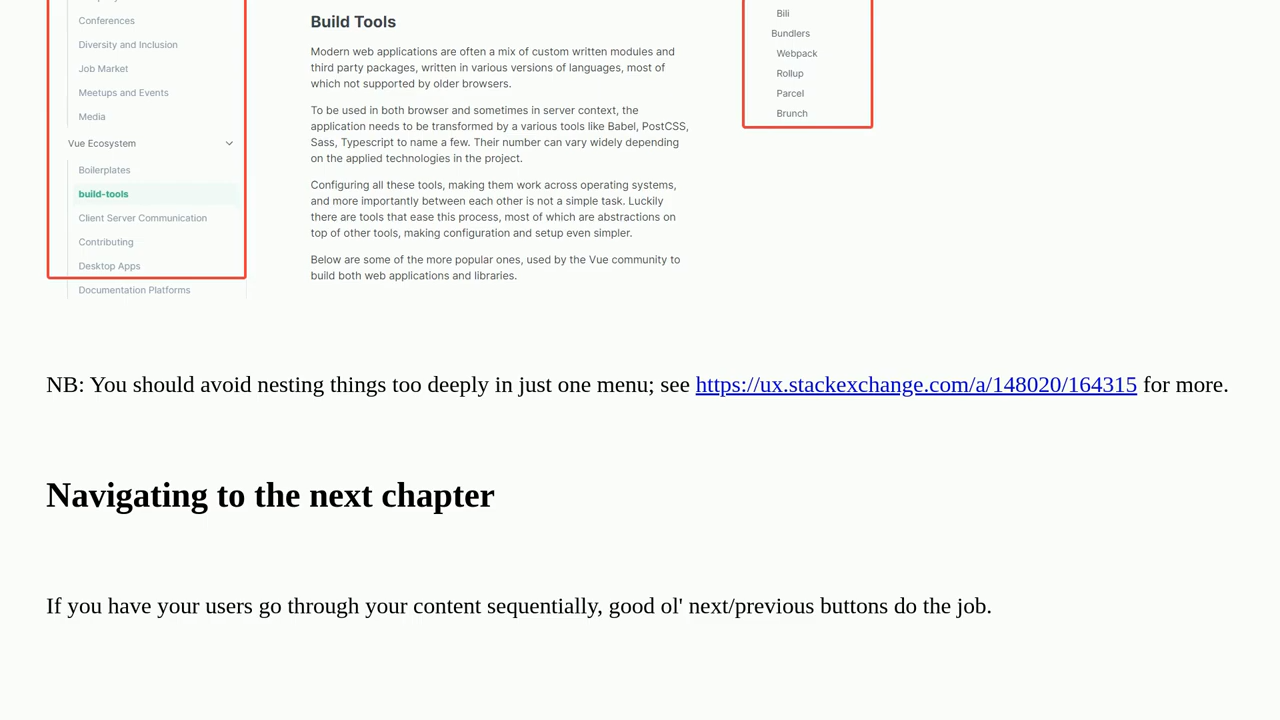 Conferences
Diversity and Inclusion
Job Market
Meetups and Events
Media
Vue Ecosystem
Boilerplates
build-tools
Client Server Communication
Contributing
Desktop Apps
Documentation Platforms
Build Tools
Modern web applications are often a mix of custom written modules and
third party packages, written in various versions of languages, most of
which not supported by older browsers.
To be used in both browser and sometimes in server context, the
application needs to be transformed by a various tools like Babel, PostCSS,
Sass, Typescript to name a few. Their number can vary widely depending
on the applied technologies in the project.
Configuring all these tools, making them work across operating systems,
and more importantly between each other is not a simple task. Luckily
there are tools that ease this process, most of which are abstractions on
top of other tools, making configuration and setup even simpler.
Below are some of the more popular ones, used by the Vue community to
build both web applications and libraries.
Bili
Bundlers
Webpack
Rollup
Parcel
Brunch
NB: You should avoid nesting things too deeply in just one menu; see https://ux.stackexchange.com/a/148020/164315 for more.
Navigating to the next chapter
If you have your users go through your content sequentially, good ol' next/previous buttons do the job.